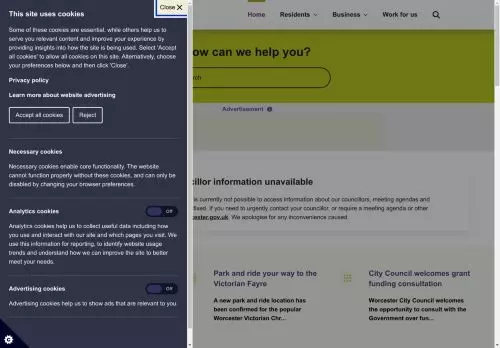 This site uses cookies
Close
Some of these cookies are essential, while others help us to
serve you relevant content and improve your experience by
providing insights into how the site is being used. Select 'Accept
all cookies' to allow all cookies on this site. Alternatively, choose
your preferences below and then click 'Close'.
Privacy policy
Learn more about website advertising
Accept all cookies
Reject
Necessary cookies
Necessary cookies enable core functionality. The website
cannot function properly without these cookies, and can only be
disabled by changing your browser preferences.
Analytics cookies
Off
Analytics cookies help us to collect useful data including how
you use and interact with our site and which pages you visit. We
use this information for reporting, to identify website usage
trends and understand how we can improve the site to better
meet your needs.
Advertising cookies
Off
Advertising cookies help us to show ads that are relevant to you.
Home
Residents
Business
Work for us
ow can we help you?
rch
Advertisement
cillor information unavailable
is currently not possible to access information about our councillors, meeting agendas and
fixed. If you need to urgently contact your councillor, or require a meeting agenda or other
cester.gov.uk. We apologise for any inconvenience caused.
Park and ride your way to the
Victorian Fayre
A new park and ride location has
been confirmed for the popular
Worcester Victorian Chr...
City Council welcomes grant
funding consultation
Worcester City Council welcomes
the opportunity to consult with the
Government over fun...